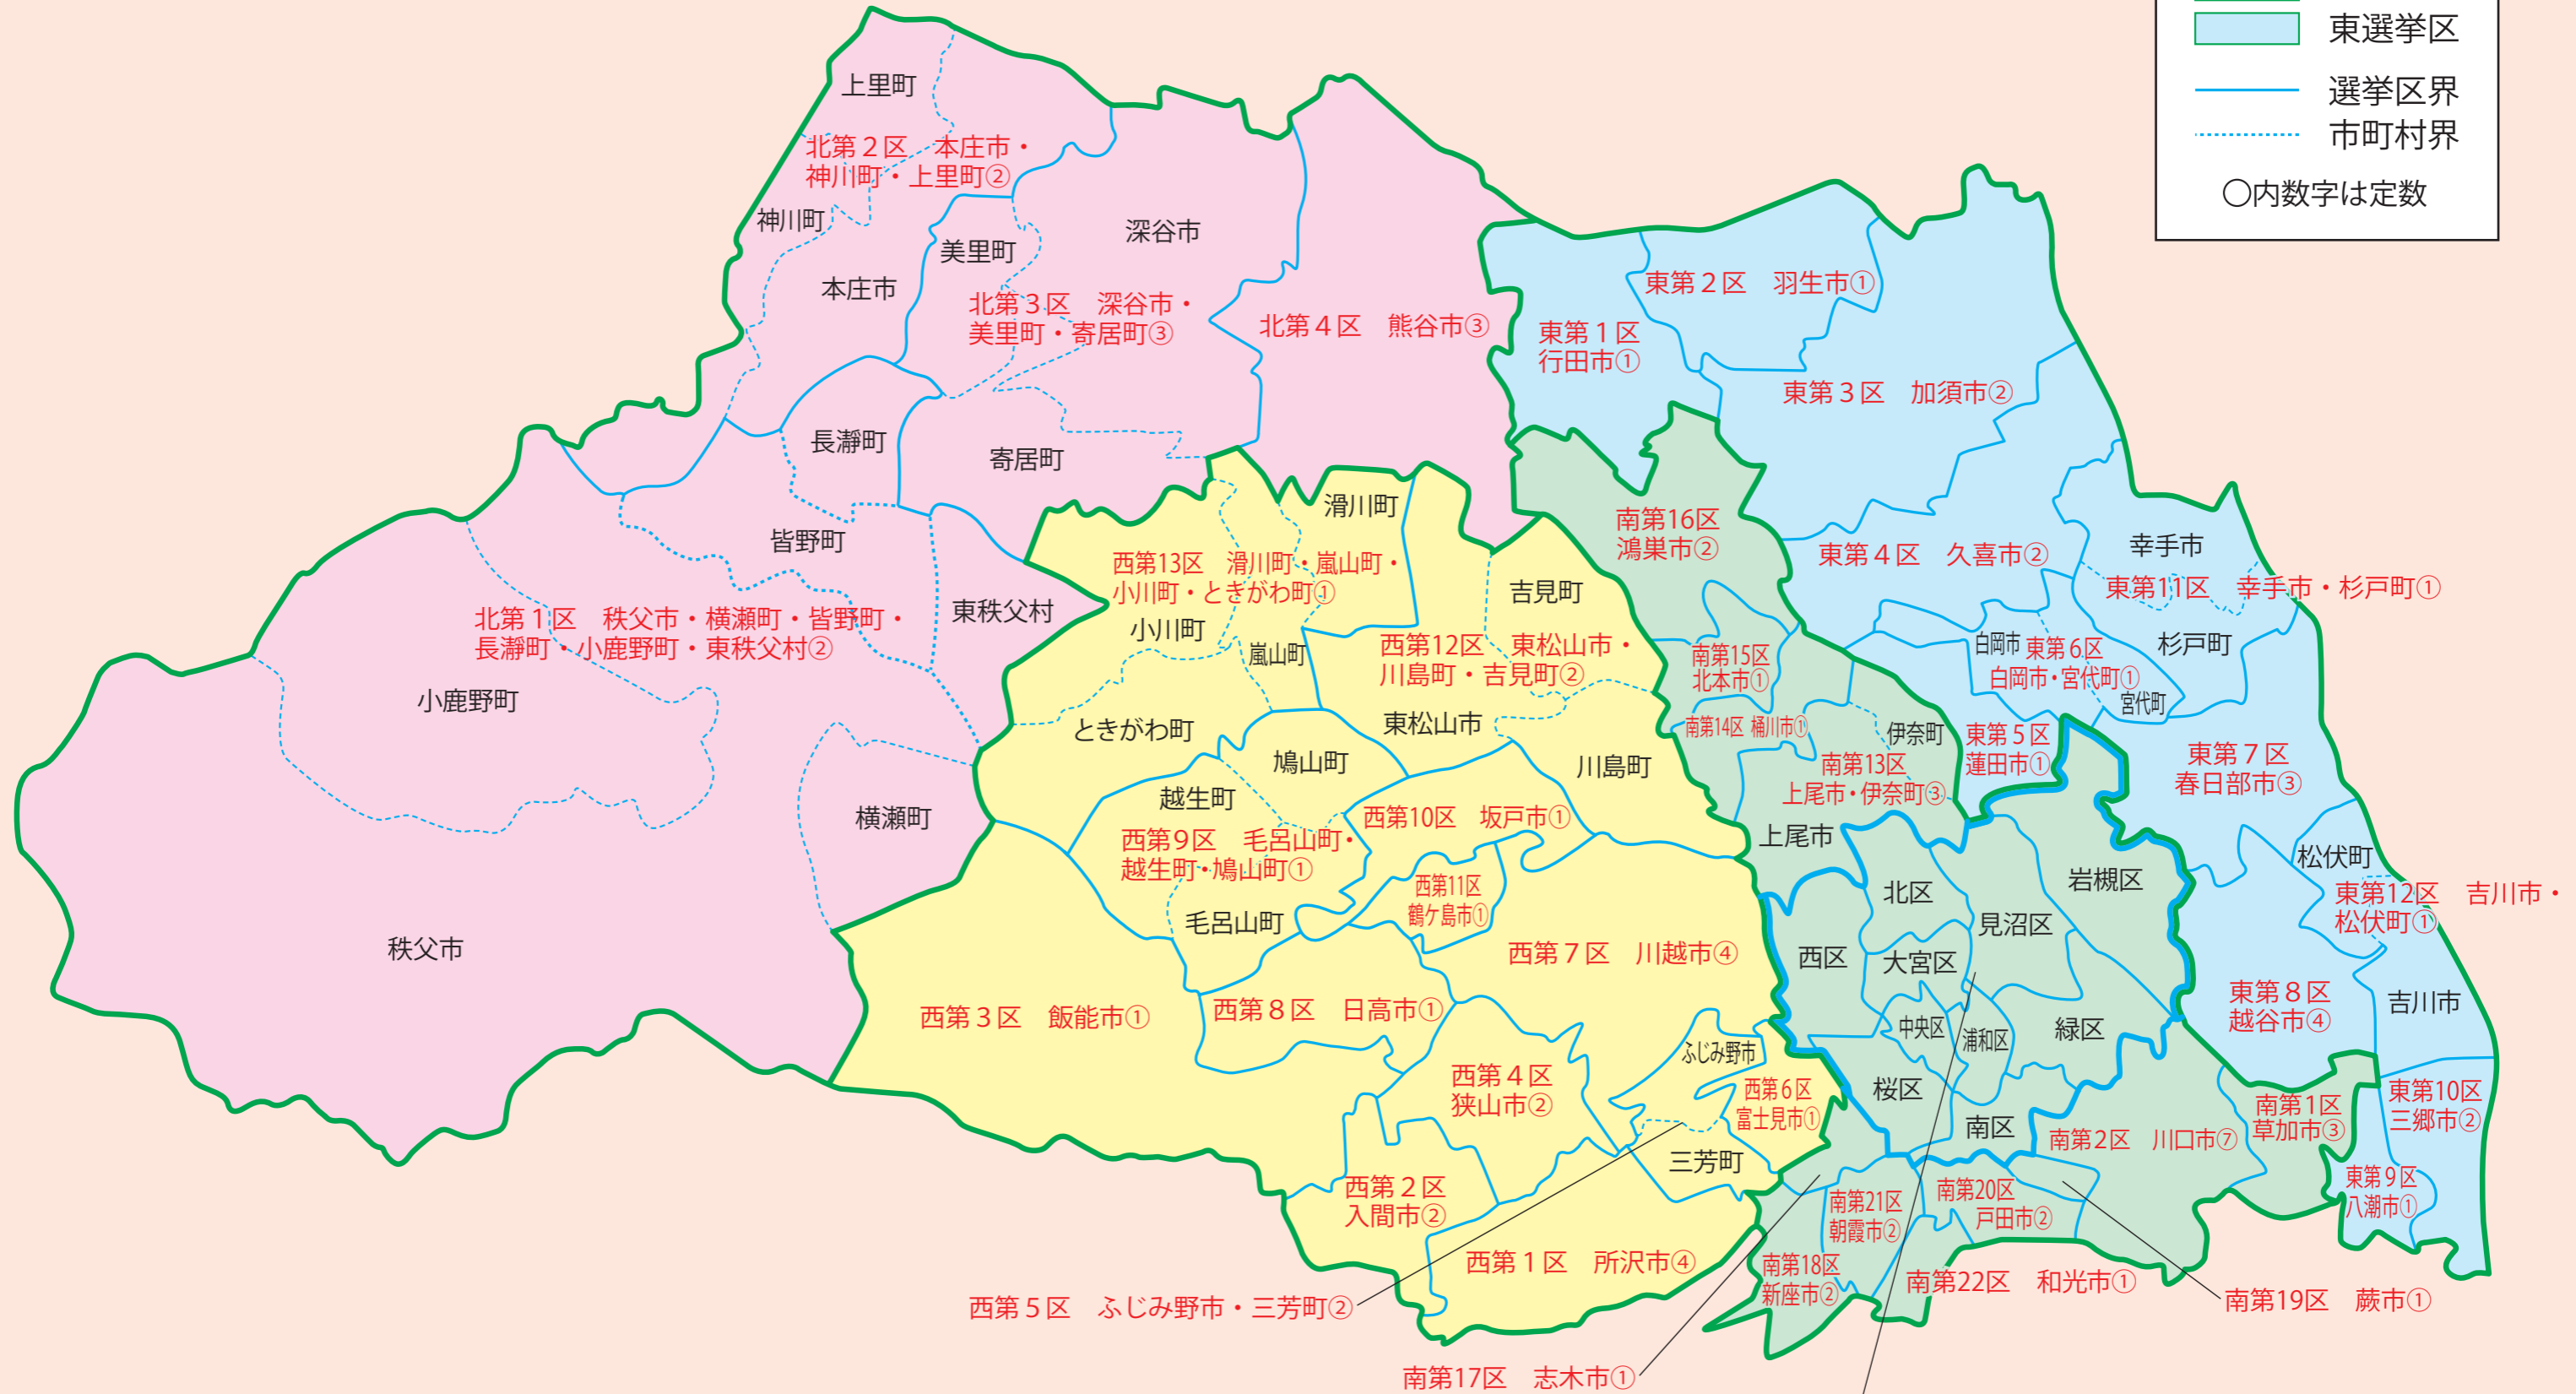 東選挙区
選挙区界
市町村界
○内数字は定数
上里町
北第２区　本庄市・
神川町・上里町②
神川町
本庄市
美里町
深谷市
北第３区　深谷市・
美里町・寄居町③
北第４区　熊谷市③
長瀞町
寄居町
皆野町
東秩父村
北第１区　秩父市・横瀬町・皆野町・
長瀞町・小鹿野町・東秩父村②
小鹿野町
横瀬町
秩父市
東第１区
行田市①
東第２区　羽生市①
東第３区　加須市②
東第４区　久喜市②
幸手市
東第11区　幸手市・杉戸町①
杉戸町
白岡市
東第６区
白岡市・宮代町①
宮代町
東第５区
蓮田市①
東第７区
春日部市③
松伏町
東第12区　吉川市・
松伏町①
吉川市
東第８区
越谷市④
東第10区
三郷市②
東第９区
八潮市①
滑川町
西第13区　滑川町・嵐山町・
小川町・ときがわ町①
小川町
嵐山町
吉見町
西第12区　東松山市・
川島町・吉見町②
ときがわ町
東松山市
川島町
鳩山町
越生町
西第９区　毛呂山町・
越生町・鳩山町①
毛呂山町
西第10区　坂戸市①
西第11区
鶴ケ島市①
西第７区　川越市④
西第３区　飯能市①
西第８区　日高市①
西第４区
狭山市②
ふじみ野市
西第６区
富士見市①
三芳町
西第２区
入間市②
西第１区　所沢市④
西第５区　ふじみ野市・三芳町②
南第16区
鴻巣市②
南第15区
北本市①
南第14区 桶川市①
伊奈町
南第13区
上尾市・伊奈町③
上尾市
北区
岩槻区
見沼区
西区
大宮区
中央区
浦和区
緑区
桜区
南区
南第２区　川口市⑦
南第１区
草加市③
南第21区
朝霞市②
南第20区
戸田市②
南第18区
新座市②
南第22区　和光市①
南第19区　蕨市①
南第17区　志木市①